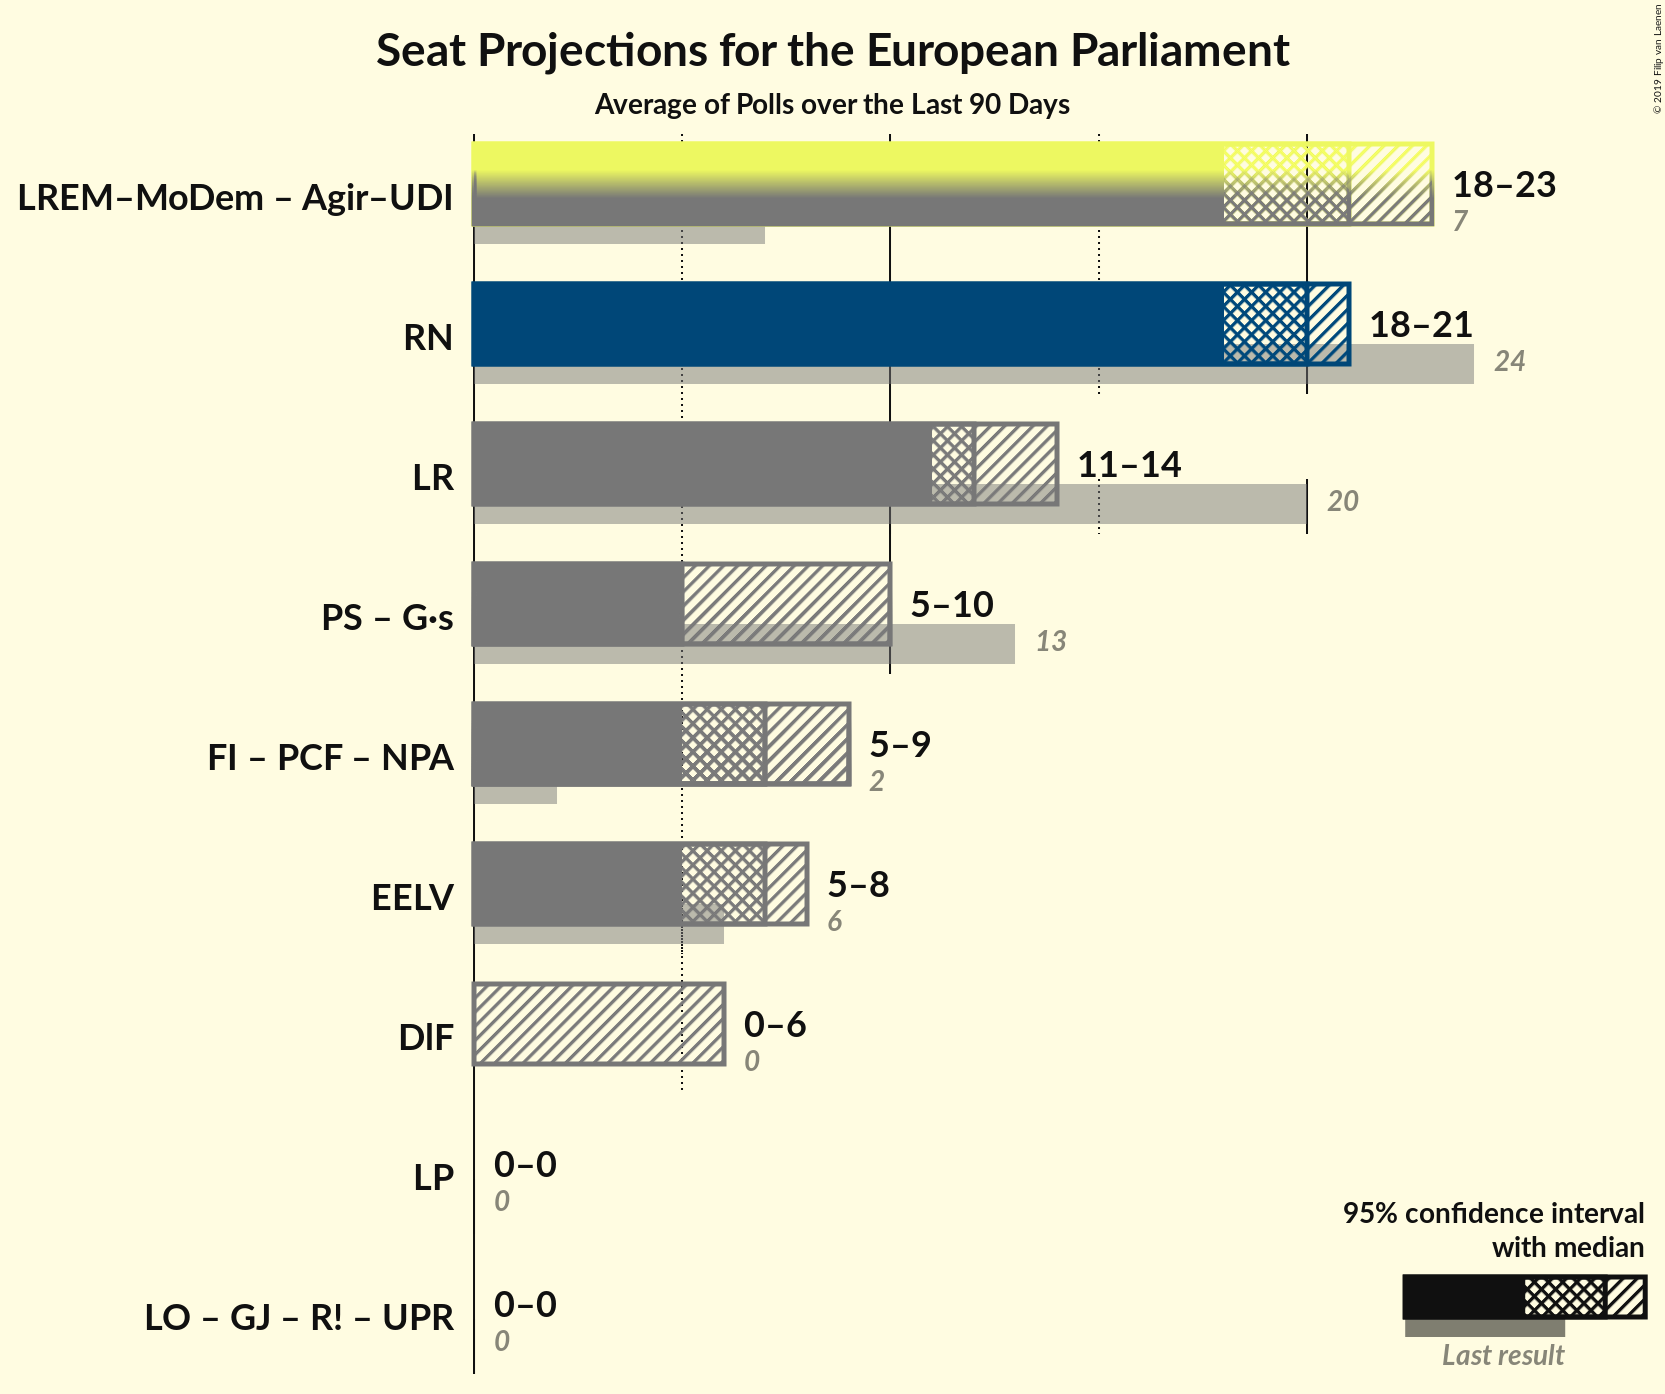 Seat Projections for the European Parliament
Average of Polls over the Last 90 Days
© 2019 Filip van Laenen
LREM–MoDem – Agir–UDI
18–23
7
RN
18–21
24
LR
11–14
20
PS – G·s
5–10
13
FI – PCF – NPA
5–9
2
EELV
5–8
6
DlF
0–6
0
LP
0–0
0
LO – GJ – R! – UPR
0–0
0
95% confidence interval
with median
Last result